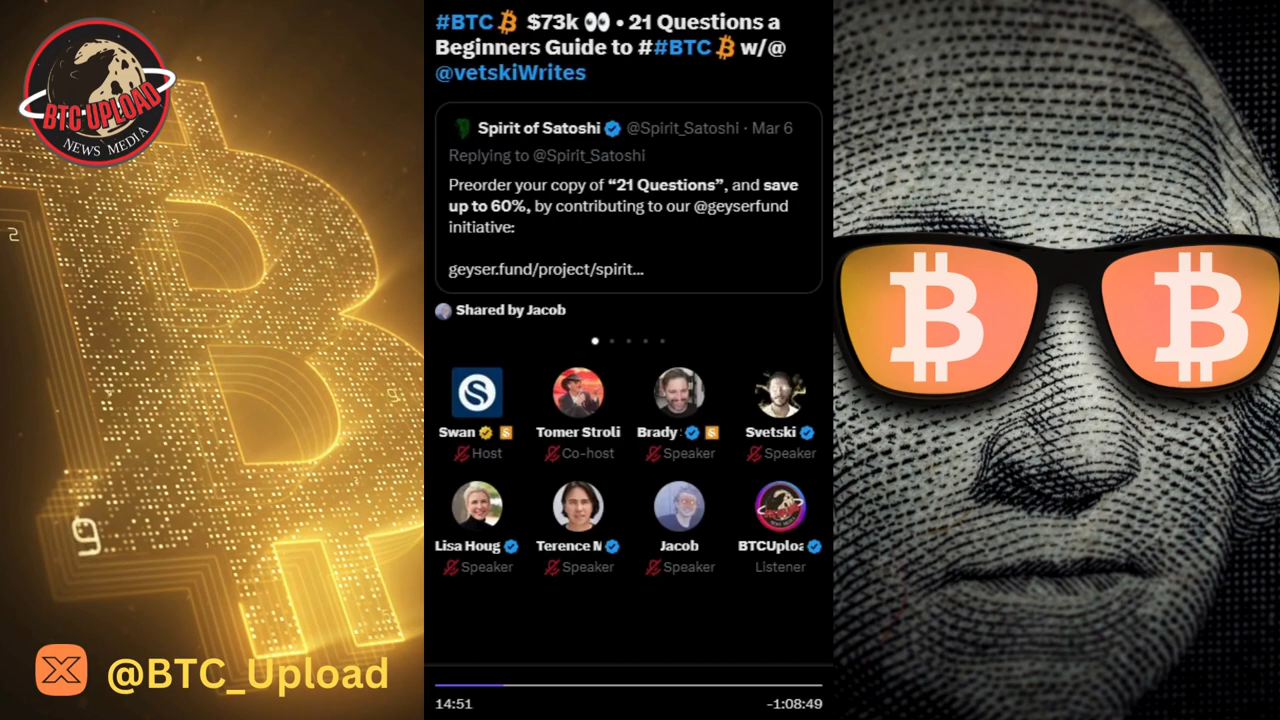 BTC UPLOAD
NEWS MEDIA
#BTC $73k 👀 • 21 Questions a
Beginners Guide to ##BTC w/@
@vetskiWrites
Spirit of Satoshi @Spirit_Satoshi · Mar 6
Replying to @Spirit_Satoshi
Preorder your copy of “21 Questions”, and save
up to 60%, by contributing to our @geyserfund
initiative:
geyser.fund/project/spirit...
Shared by Jacob
Swan Tomer Stroli Brady Svetski
Host Co-host Speaker Speaker
Lisa Houg Terence Jacob BTCUploa
Speaker Speaker Speaker Listener
14:51 -1:08:49
@BTC_Upload
2
9